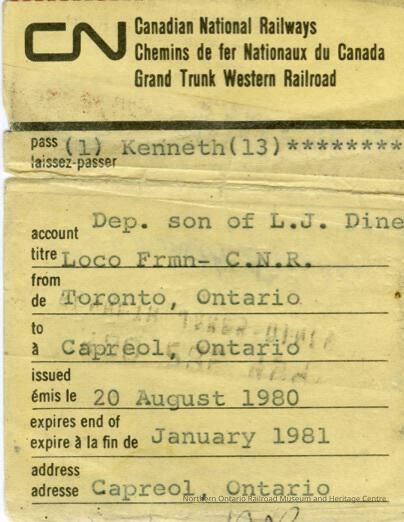 CN Canadian National Railways
Chemins de fer Nationaux du Canada
Grand Trunk Western Railroad
pass (1) Kenneth(13)********
laissez-passer
account Dep. son of L.J. Dine
titre Loco Frmn- C.N.R.
from
de Toronto, Ontario
to
à Capreol, Ontario
issued
émis le 20 August 1980
expires end of
expire à la fin de January 1981
address
adresse Capreol, Ontario
Northern Ontario Railroad Museum and Heritage Centre